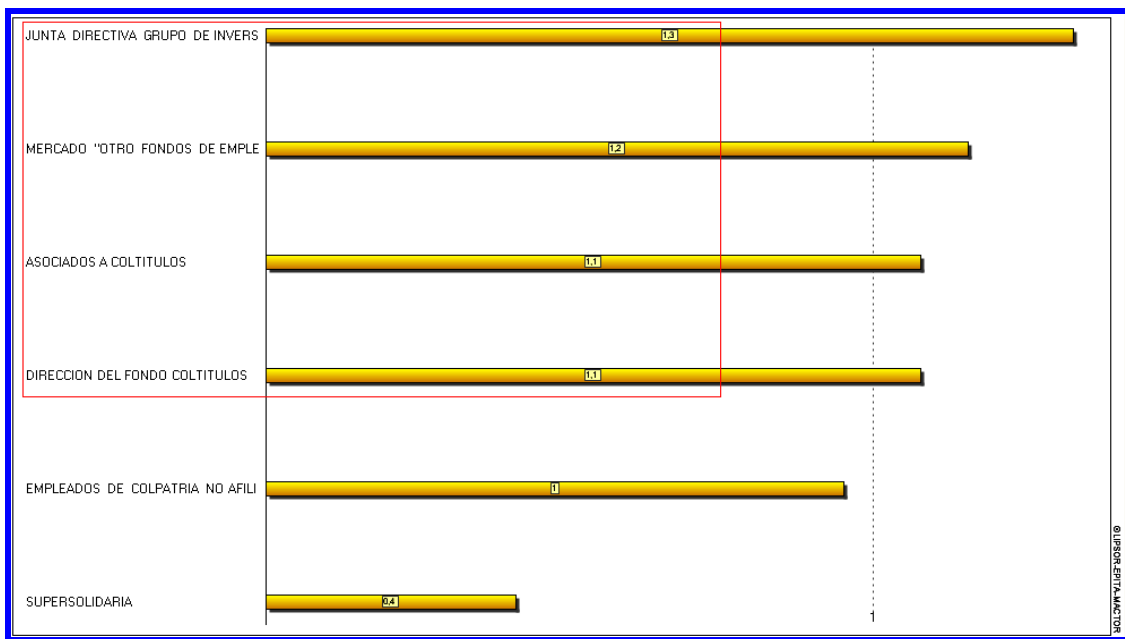 JUNTA DIRECTIVA GRUPO DE INVERS
1,3
MERCADO "OTRO FONDOS DE EMPLE
1,2
ASOCIADOS A COLTITULOS
1,1
DIRECCION DEL FONDO COLTITULOS
1,1
EMPLEADOS DE COLPATRIA NO AFILI
1
SUPERSOLIDARIA
0,4
1
© LIPSOR-EPITA-MACTOR